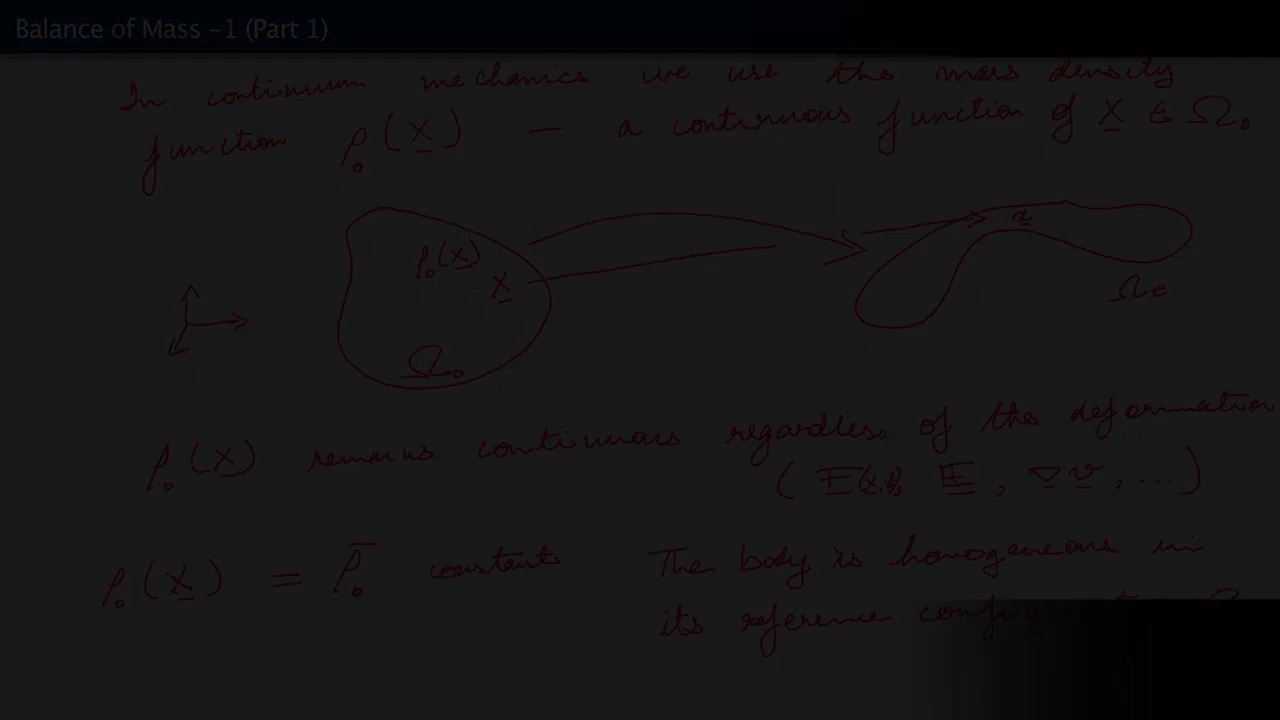 Balance of Mass –1 (Part 1)
In continuum mechanics we use the mass density
function ρ₀(X) — a continuous function of X ∈ Ω₀
ρ₀(X)
X
x
Ω₀
Ωt
ρ₀(X) remains continuous regardless of the deformation
(F(X,t), E, ∇v, ...)
ρ₀(X) = ρ̄₀ constant The body is homogeneous in
its reference